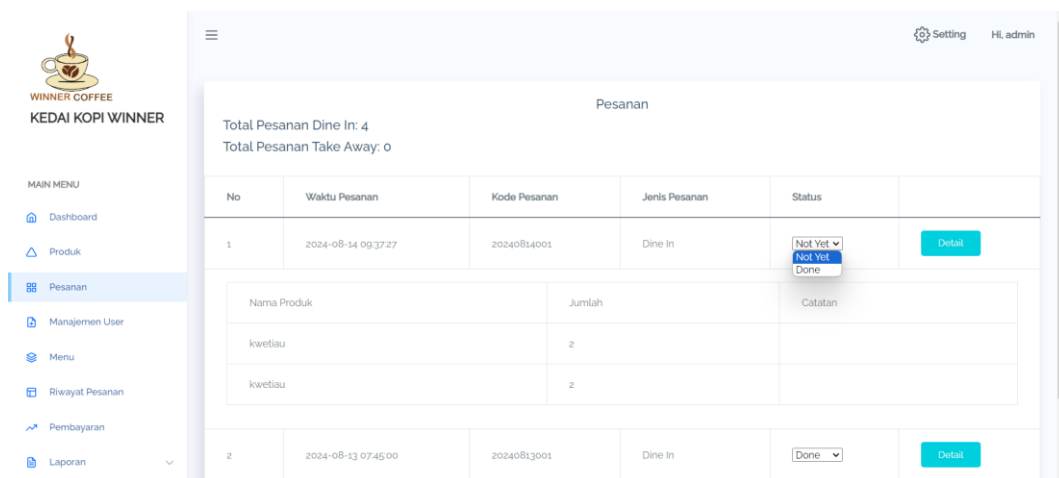 Setting Hi, admin
WINNER COFFEE
KEDAI KOPI WINNER
MAIN MENU
Dashboard
Produk
Pesanan
Manajemen User
Menu
Riwayat Pesanan
Pembayaran
Laporan
Pesanan
Total Pesanan Dine In: 4
Total Pesanan Take Away: 0
No Waktu Pesanan Kode Pesanan Jenis Pesanan Status
1 2024-08-14 09:37:27 20240814001 Dine In Not Yet Detail
Not Yet
Done
Nama Produk Jumlah Catatan
kwetiau 2
kwetiau 2
2 2024-08-13 07:45:00 20240813001 Dine In Done Detail